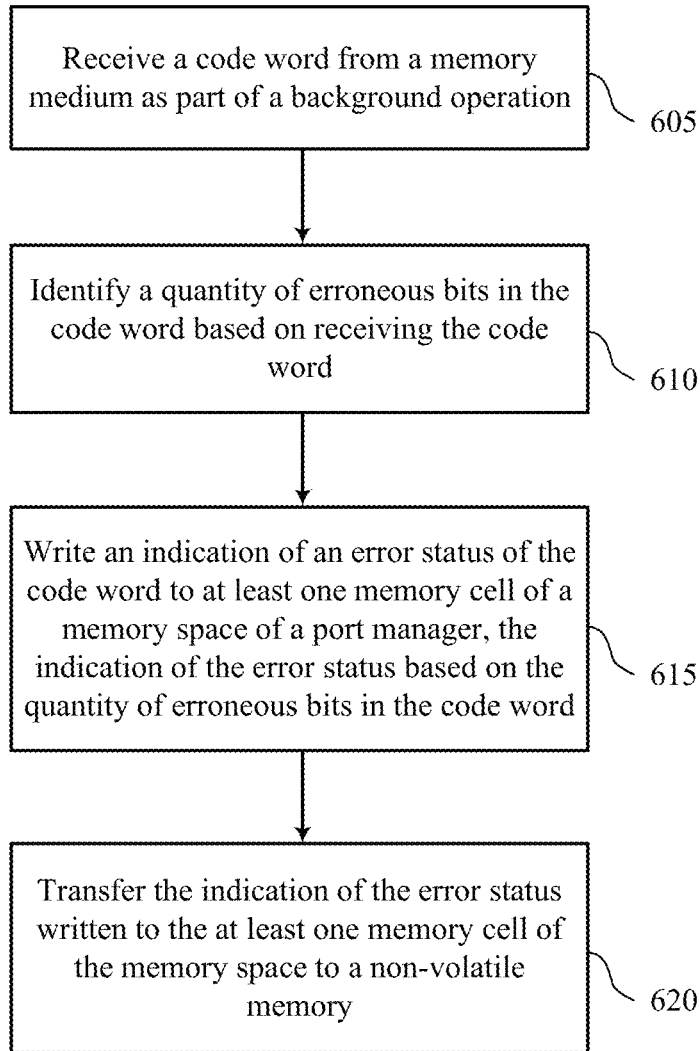 Receive a code word from a memory
medium as part of a background operation
605
Identify a quantity of erroneous bits in the
code word based on receiving the code
word
610
Write an indication of an error status of the
code word to at least one memory cell of a
memory space of a port manager, the
indication of the error status based on the
quantity of erroneous bits in the code word
615
Transfer the indication of the error status
written to the at least one memory cell of
the memory space to a non-volatile
memory
620